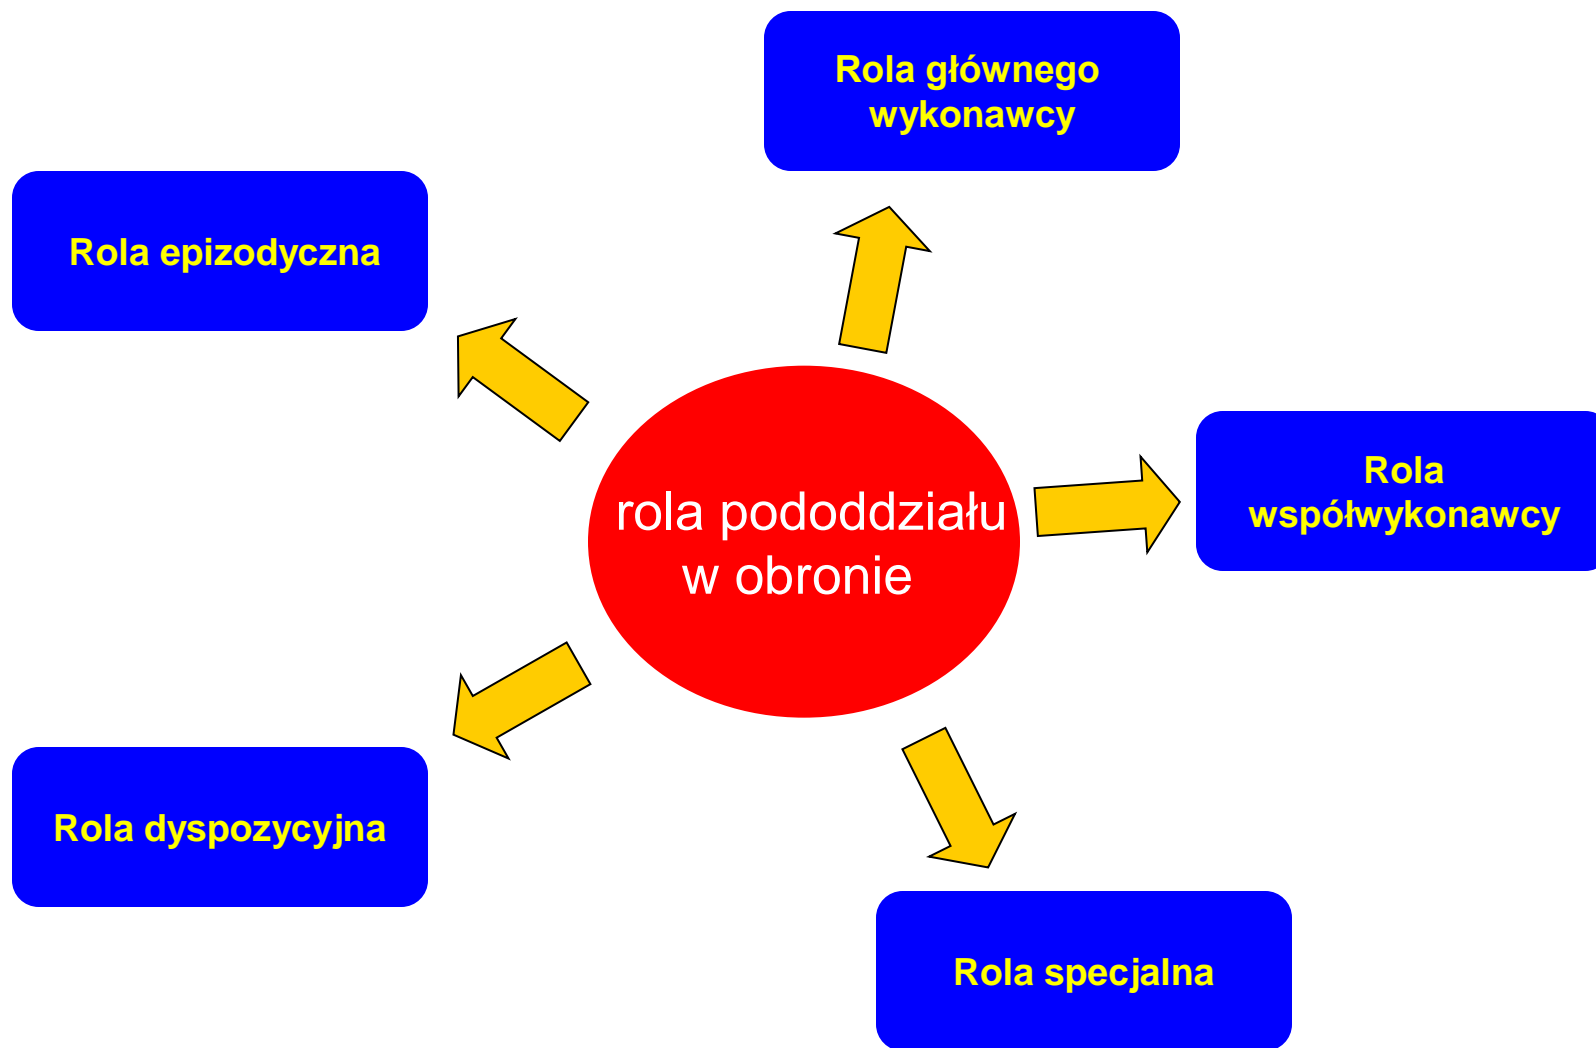 Rola głównego
wykonawcy
Rola epizodyczna
Rola
współwykonawcy
rola pododdziału
w obronie
Rola dyspozycyjna
Rola specjalna